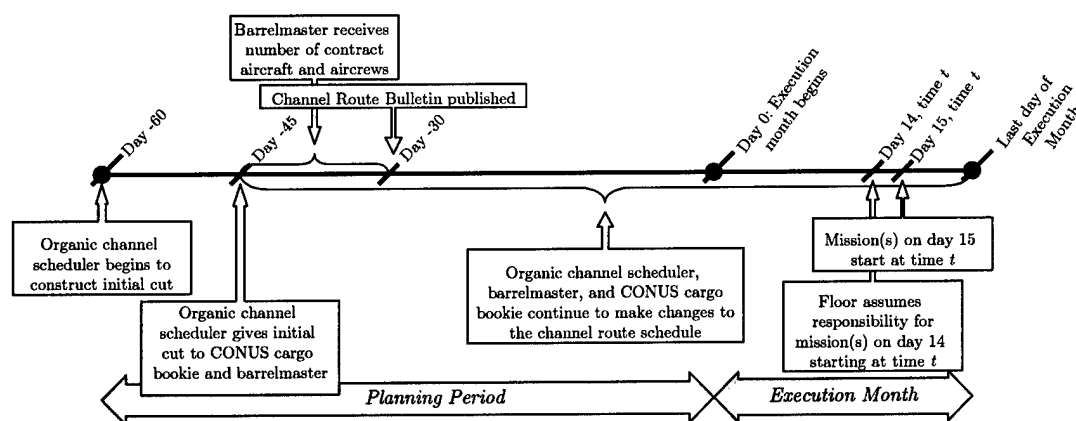 Barrelmaster receives
number of contract
aircraft and aircrews
Channel Route Bulletin published
Day -60
Day -45
Day -30
Day 0: Execution
month begins
Day 14, time t
Day 15, time t
Last day of
Execution
Month
Organic channel
scheduler begins to
construct initial cut
Organic channel
scheduler gives initial
cut to CONUS cargo
bookie and barrelmaster
Organic channel scheduler,
barrelmaster, and CONUS cargo
bookie continue to make changes to
the channel route schedule
Mission(s) on day 15
start at time t
Floor assumes
responsibility for
mission(s) on day 14
starting at time t
Planning Period
Execution Month